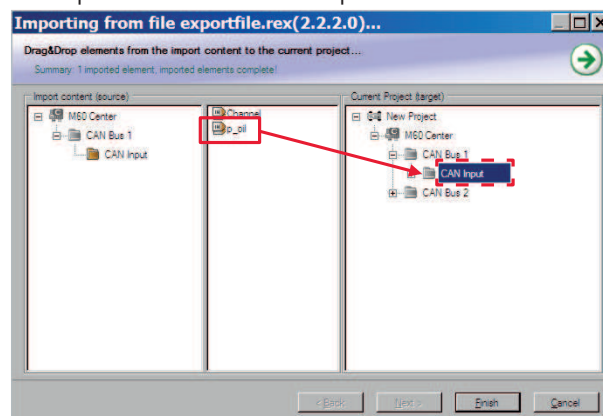 Importing from file exportfile.rex(2.2.2.0)...
Drag&Drop elements from the import content to the current project...
Summary: 1 imported element, imported elements complete!
Import content (source)
M60 Center
CAN Bus 1
CAN Input
Channel
p_oil
Current Project (target)
New Project
M60 Center
CAN Bus 1
CAN Input
CAN Bus 2
< Back
Next >
Finish
Cancel